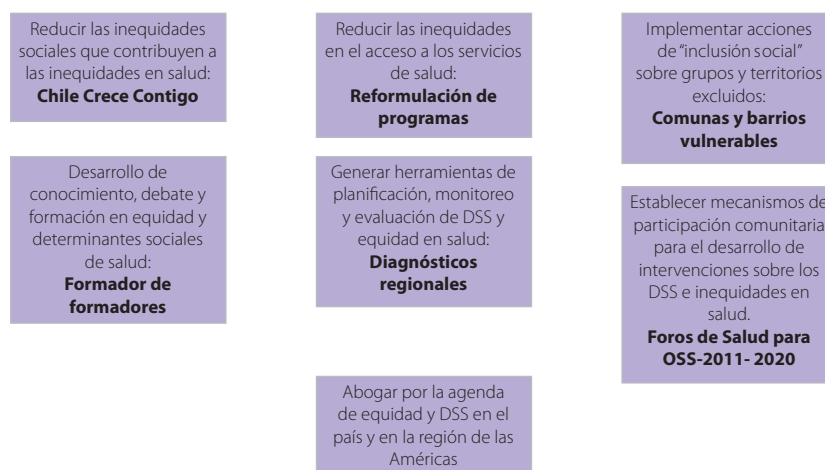 Reducir las inequidades
sociales que contribuyen a
las inequidades en salud:
Chile Crece Contigo
Reducir las inequidades
en el acceso a los servicios
de salud:
Reformulación de
programas
Implementar acciones
de “inclusión social”
sobre grupos y territorios
excluidos:
Comunas y barrios
vulnerables
Desarrollo de
conocimiento, debate y
formación en equidad y
determinantes sociales
de salud:
Formador de
formadores
Generar herramientas de
planificación, monitoreo
y evaluación de DSS y
equidad en salud:
Diagnósticos
regionales
Establecer mecanismos de
participación comunitaria
para el desarrollo de
intervenciones sobre los
DSS e inequidades en
salud.
Foros de Salud para
OSS-2011- 2020
Abogar por la agenda
de equidad y DSS en el
país y en la región de las
Américas